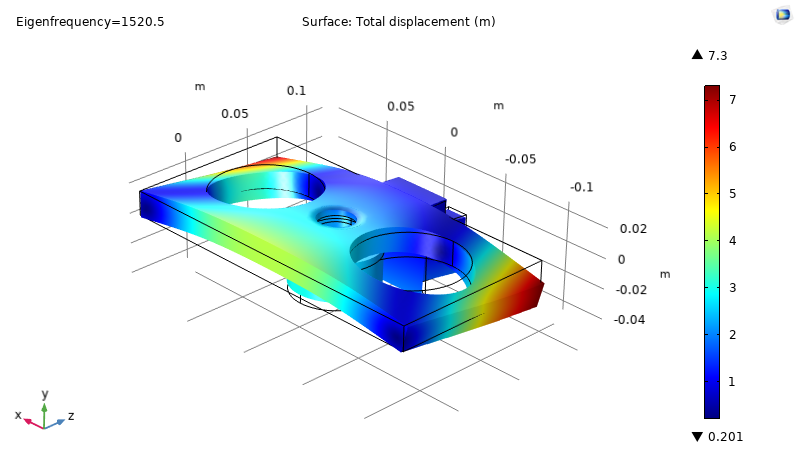 Eigenfrequency=1520.5
Surface: Total displacement (m)
7.3
m
0.1
0.05
0
0.05
m
0
-0.05
-0.1
0.02
0
m
-0.02
-0.04
7
6
5
4
3
2
1
0.201
y
x
z